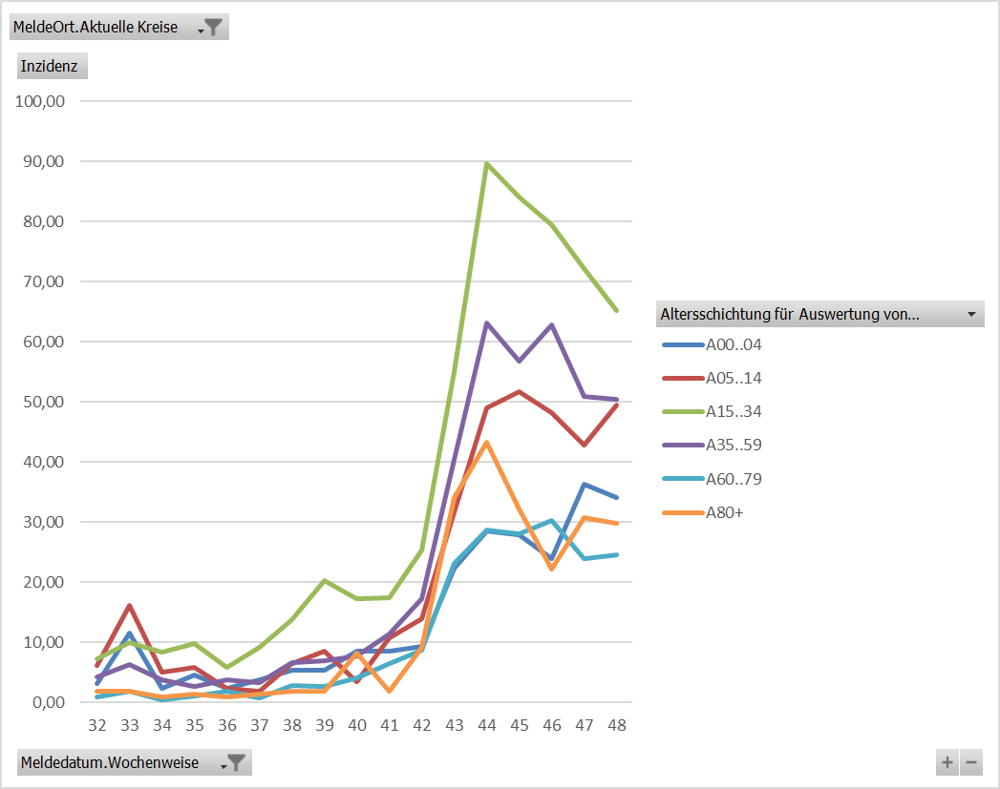 MeldeOrt.Aktuelle Kreise
Inzidenz
100,00
90,00
80,00
70,00
60,00
50,00
40,00
30,00
20,00
10,00
0,00
32 33 34 35 36 37 38 39 40 41 42 43 44 45 46 47 48
Altersschichtung für Auswertung von...
A00..04
A05..14
A15..34
A35..59
A60..79
A80+
Meldedatum.Wochenweise
+ −